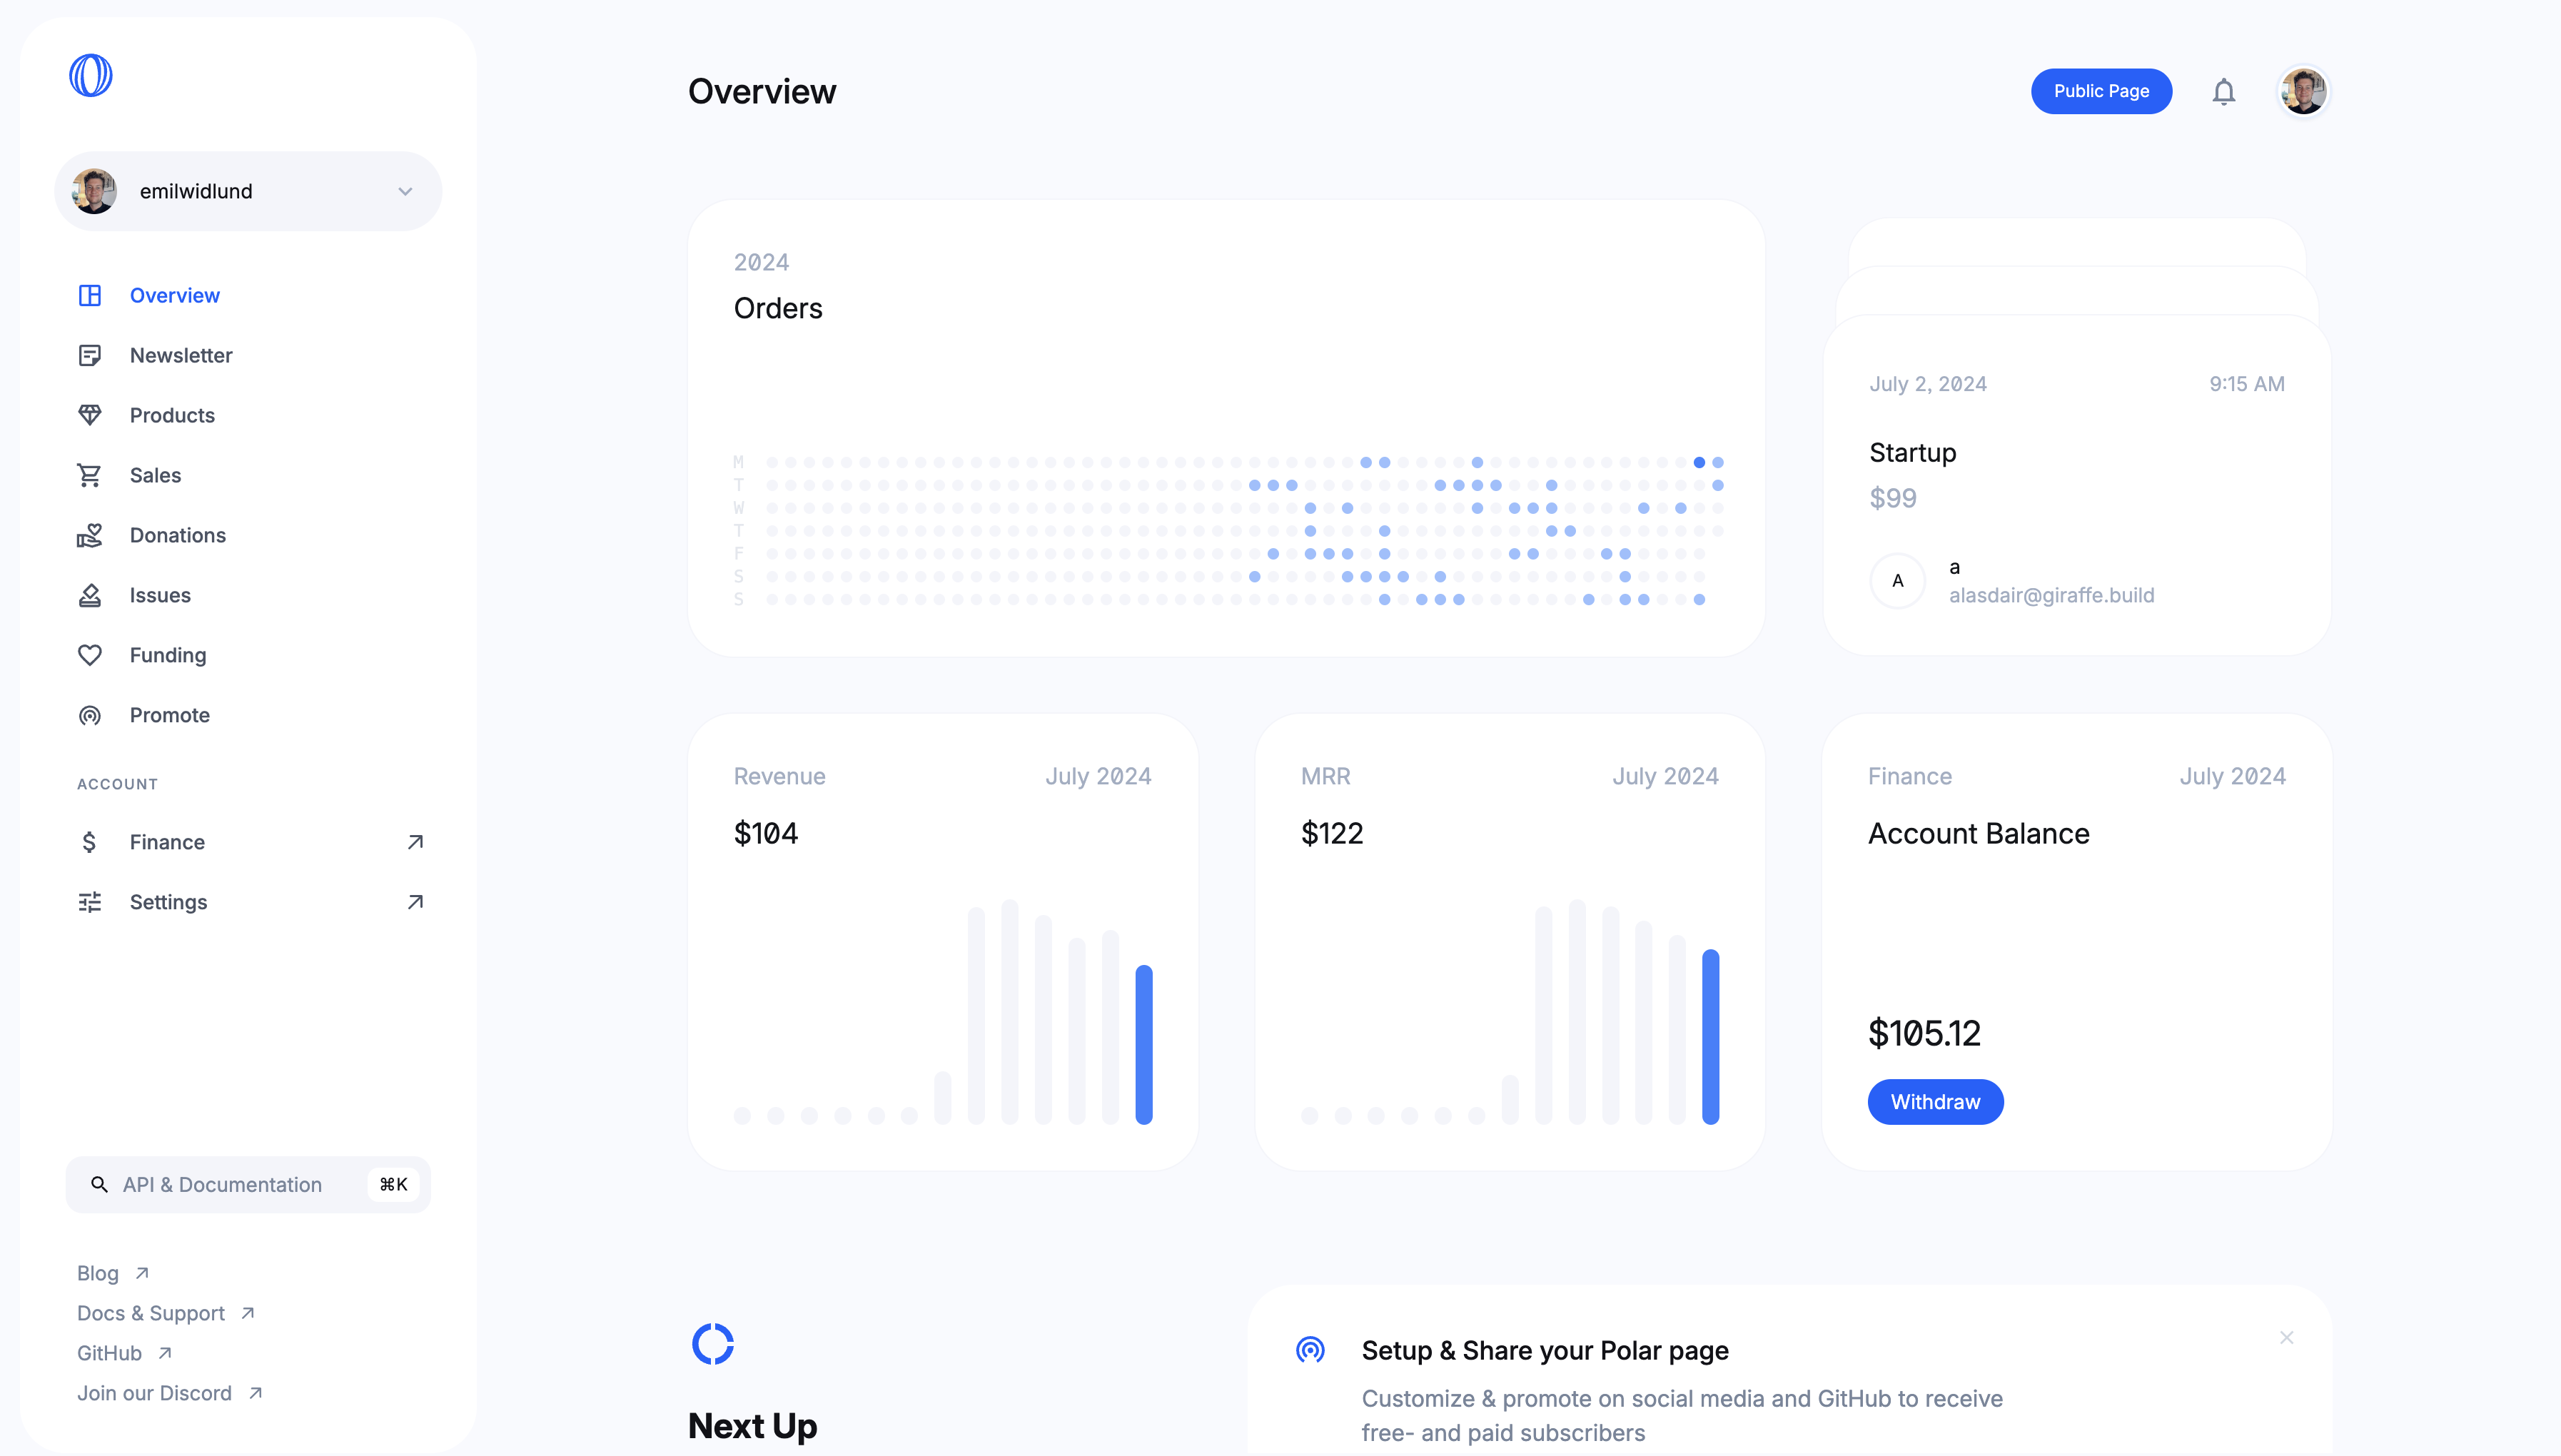 emilwidlund
Overview
Newsletter
Products
Sales
Donations
Issues
Funding
Promote
ACCOUNT
Finance
Settings
API & Documentation ⌘K
Blog
Docs & Support
GitHub
Join our Discord
Overview
Public Page
2024
Orders
M
T
W
T
F
S
S
July 2, 2024 9:15 AM
Startup
$99
A
a
alasdair@giraffe.build
Revenue July 2024
$104
MRR July 2024
$122
Finance July 2024
Account Balance
$105.12
Withdraw
Next Up
Setup & Share your Polar page
Customize & promote on social media and GitHub to receive
free- and paid subscribers